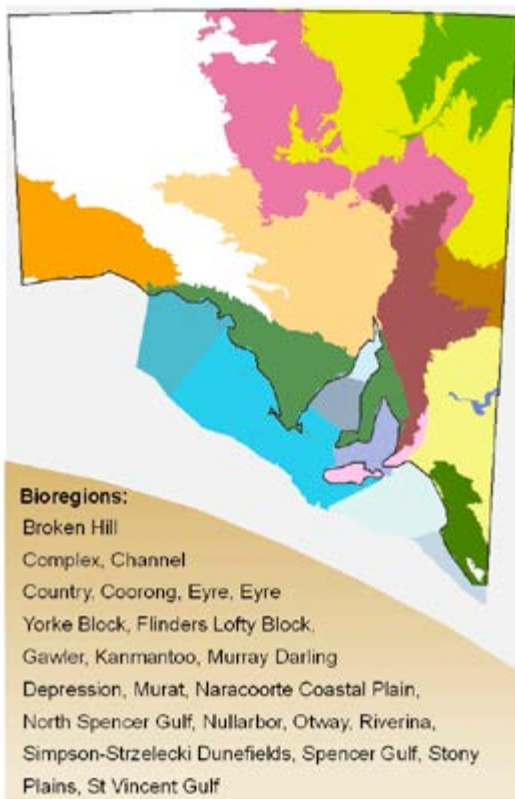 Bioregions:
Broken Hill
Complex, Channel
Country, Coorong, Eyre, Eyre
Yorke Block, Flinders Lofty Block,
Gawler, Kanmantoo, Murray Darling
Depression, Murat, Naracoorte Coastal Plain,
North Spencer Gulf, Nullarbor, Otway, Riverina,
Simpson-Strzelecki Dunefields, Spencer Gulf, Stony
Plains, St Vincent Gulf